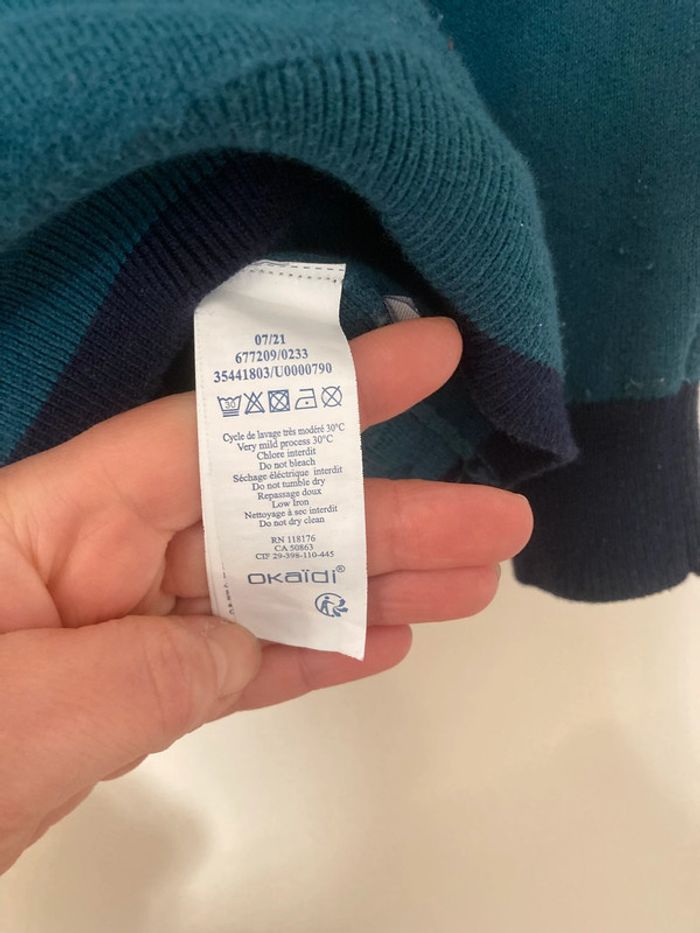 07/21
677209/0233
35441803/U0000790
30
Cycle de lavage très modéré 30°C
Very mild process 30°C
Chlore interdit
Do not bleach
Séchage électrique interdit
Do not tumble dry
Repassage doux
Low Iron
Nettoyage à sec interdit
Do not dry clean
RN 118176
CA 50863
CIF 29-398-110-445
OKAÏDI®